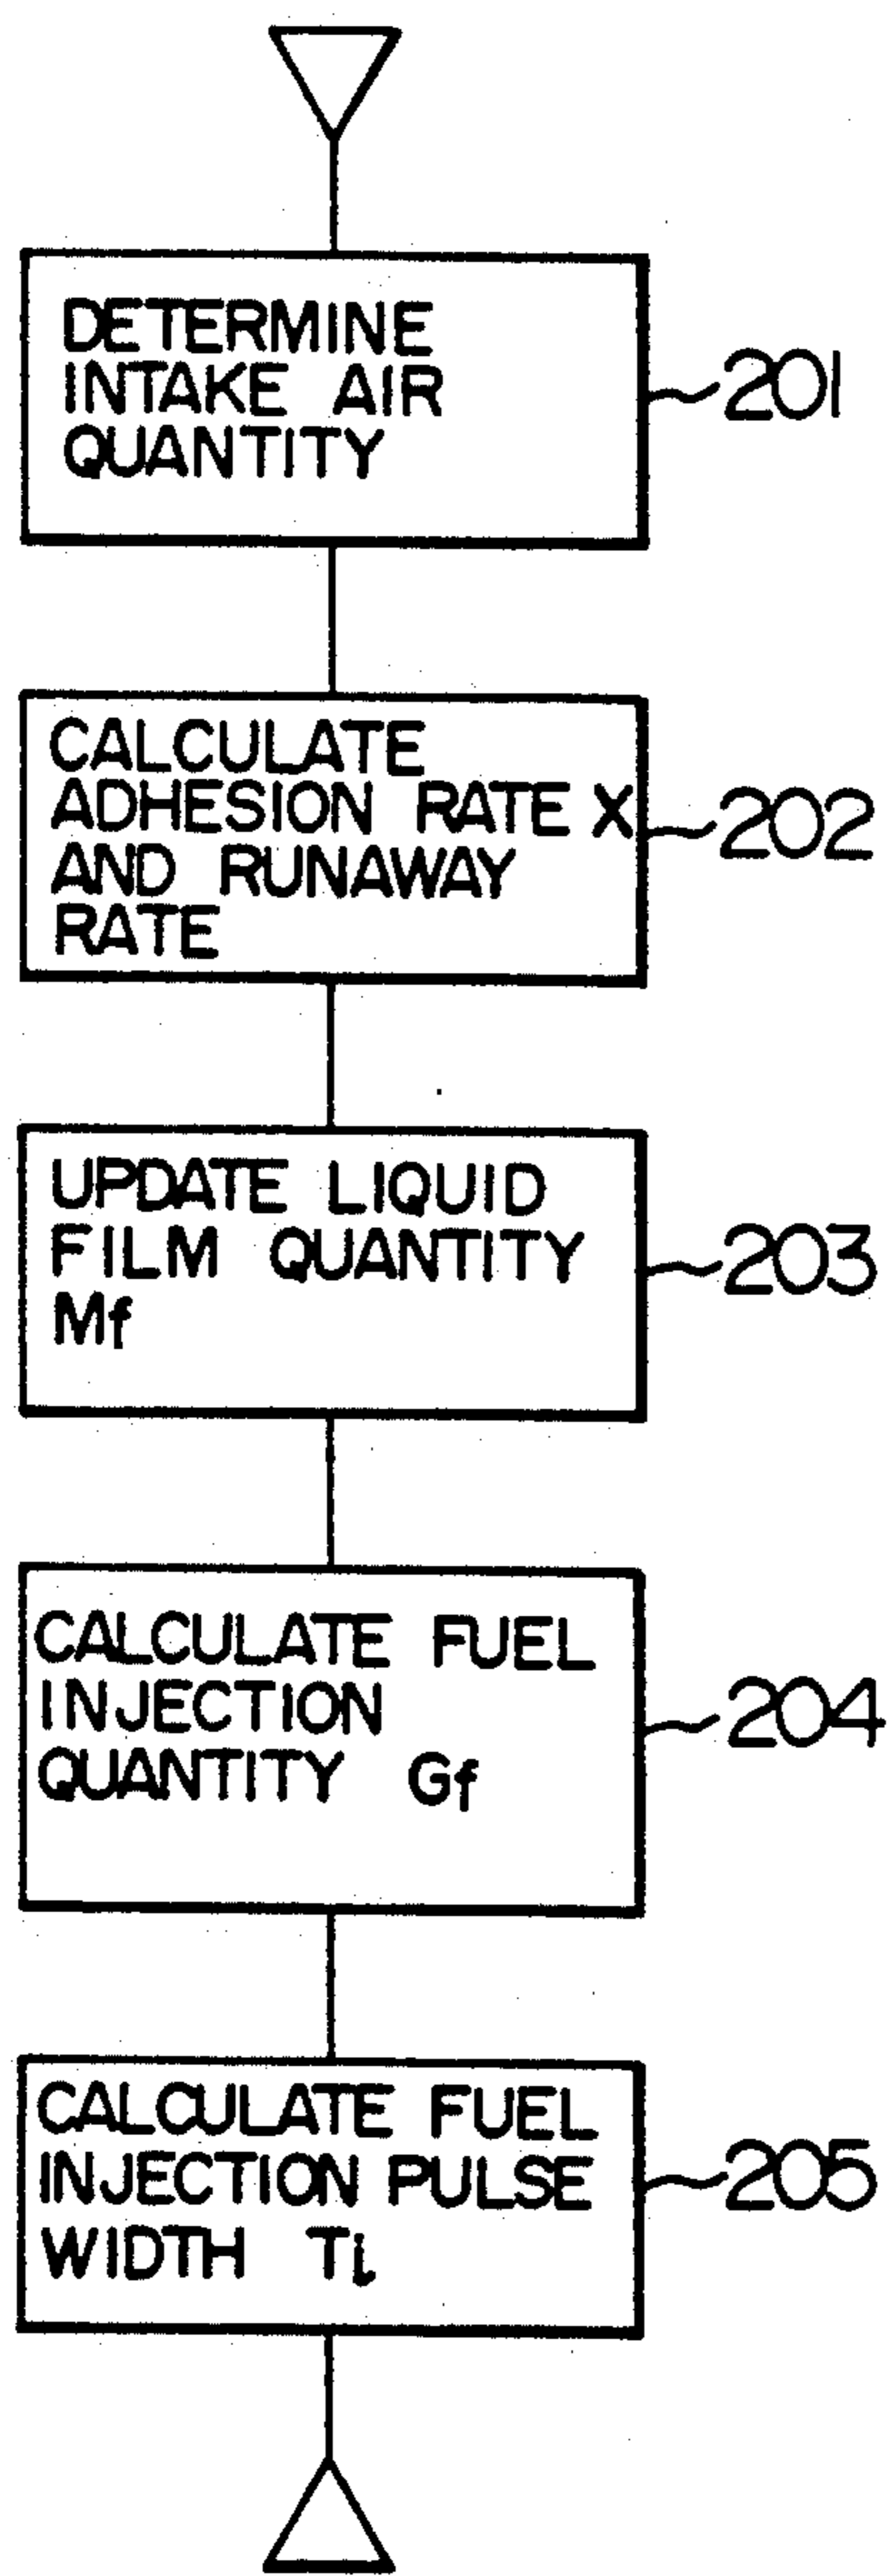 DETERMINE
INTAKE AIR
QUANTITY
201
CALCULATE
ADHESION RATE X
AND RUNAWAY
RATE
202
UPDATE LIQUID
FILM QUANTITY
Mf
203
CALCULATE FUEL
INJECTION
QUANTITY Gf
204
CALCULATE FUEL
INJECTION PULSE
WIDTH Ti
205